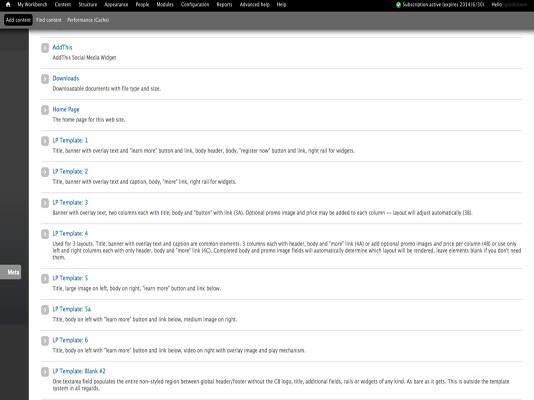 My Workbench Content Structure Appearance People Modules Configuration Reports Advanced help Help Subscription active (expires 2014/6/30) Hello
Add content Find content Performance (Cache)
AddThis
AddThis Social Media Widget
Downloads
Downloadable documents with file type and size.
Home Page
The home page for this web site.
LP Template: 1
Title, banner with overlay text and "learn more" button and link, body header, body, "register now" button and link, right rail for widgets.
LP Template: 2
Title, banner with overlay text and caption, body, "more" link, right rail for widgets.
LP Template: 3
Banner with overlay text, two columns each with title, body and "button" with link (3A). Optional promo image and price may be added to each column — layout will adjust automatically (3B).
LP Template: 4
Used for 3 layouts. Title, banner with overlay text and caption are common elements. 3 columns each with header, body and "more" link (4A) or add optional promo images and price per column (4B) or use only
left and right columns each with only header, body and "more" link (4C). Completed body and promo image fields will automatically determine which layout will be rendered, leave elements blank if you don't need
them.
Meta
LP Template: 5
Title, large image on left, body on right, "learn more" button and link below.
LP Template: 5a
Title, body on left with "learn more" button and link below, medium image on right.
LP Template: 6
Title, body on left with "learn more" button and link below, video on right with overlay image and play mechanism.
LP Template: Blank #2
One textarea field populates the entire non-styled region between global header/footer without the CB logo, title, additional fields, rails or widgets of any kind. As bare as it gets. This is outside the template
system in all regards.